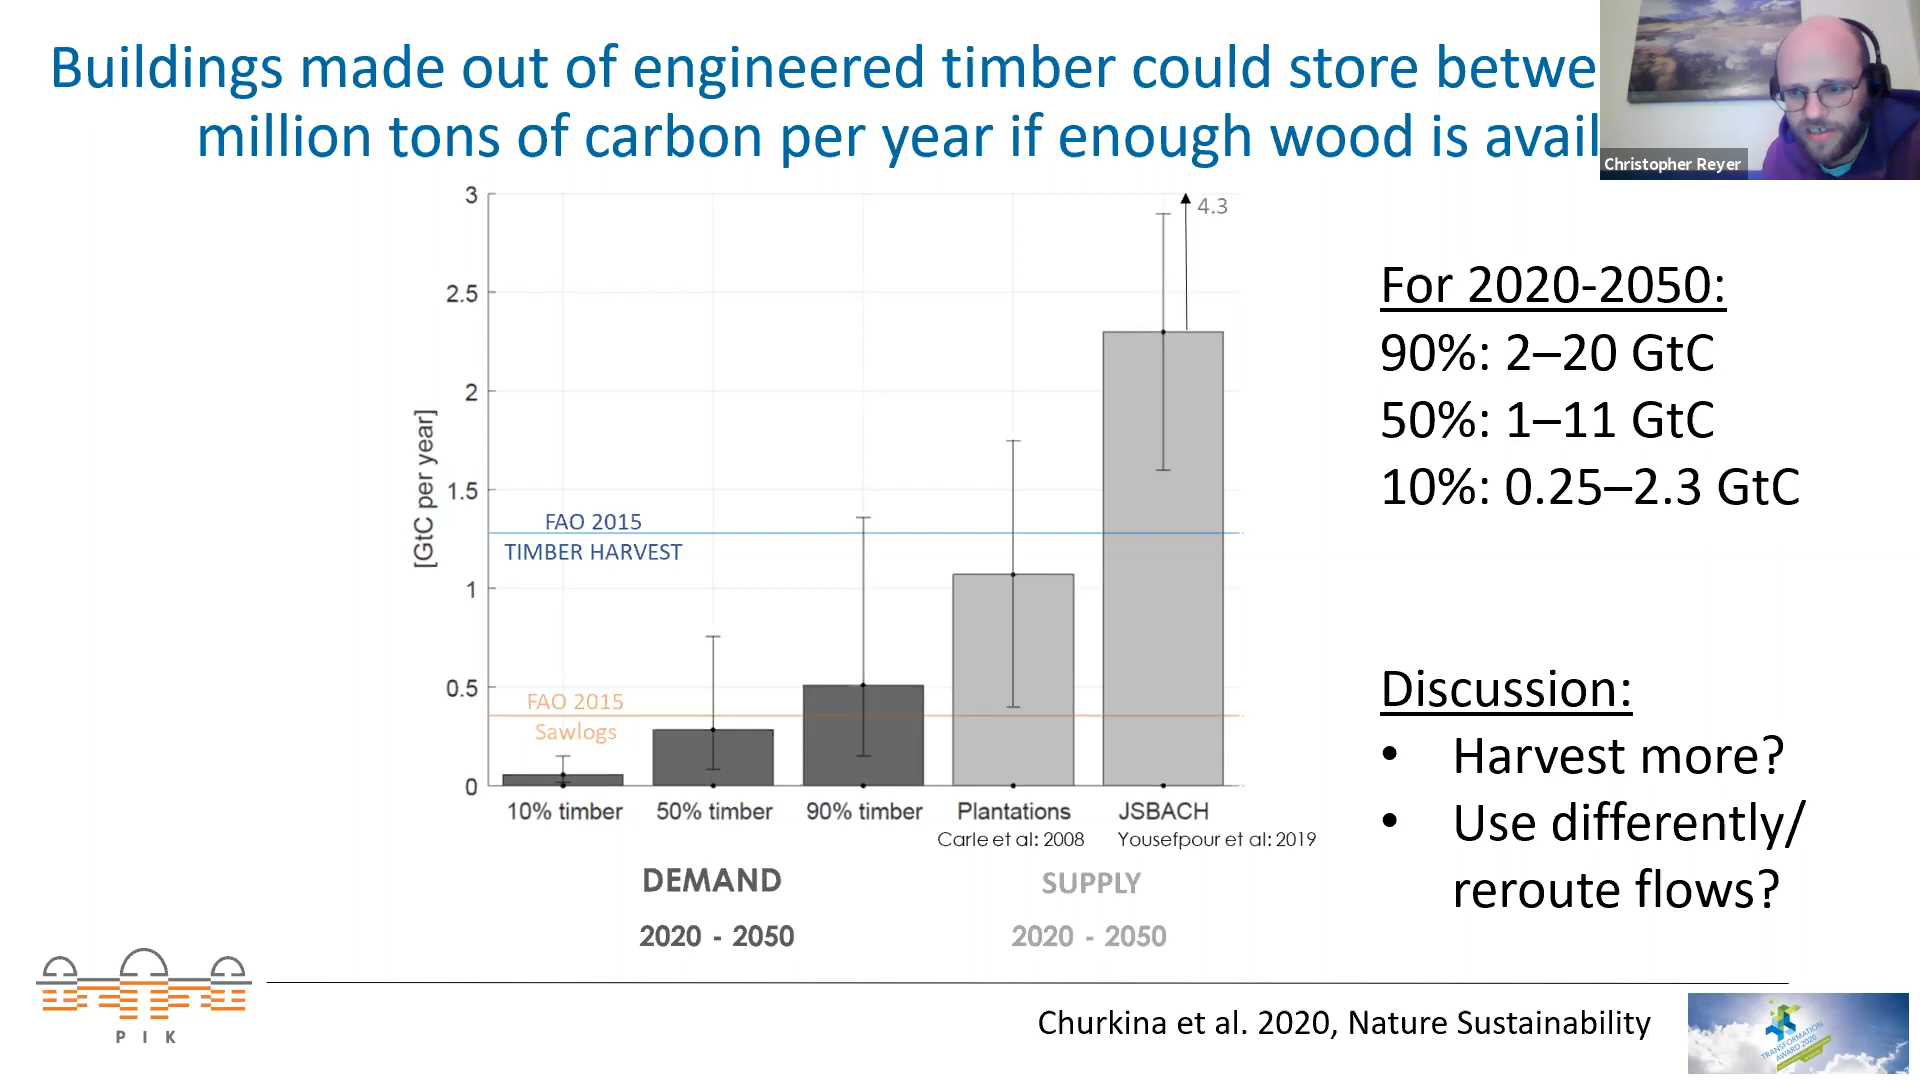 Buildings made out of engineered timber could store
million tons of carbon per year if enough wood is
Christopher Reyer
3
4.3
2.5
2
1.5
1
0.5
0
[GtC per year]
FAO 2015
TIMBER HARVEST
FAO 2015
Sawlogs
10% timber 50% timber 90% timber Plantations JSBACH
Carle et al: 2008 Yousefpour et al: 2019
DEMAND SUPPLY
2020 - 2050 2020 - 2050
For 2020-2050:
90%: 2–20 GtC
50%: 1–11 GtC
10%: 0.25–2.3 GtC
Discussion:
• Harvest more?
• Use differently/
reroute flows?
P I K
Churkina et al. 2020, Nature Sustainability
TRANSFORMATION
AWARD 2020